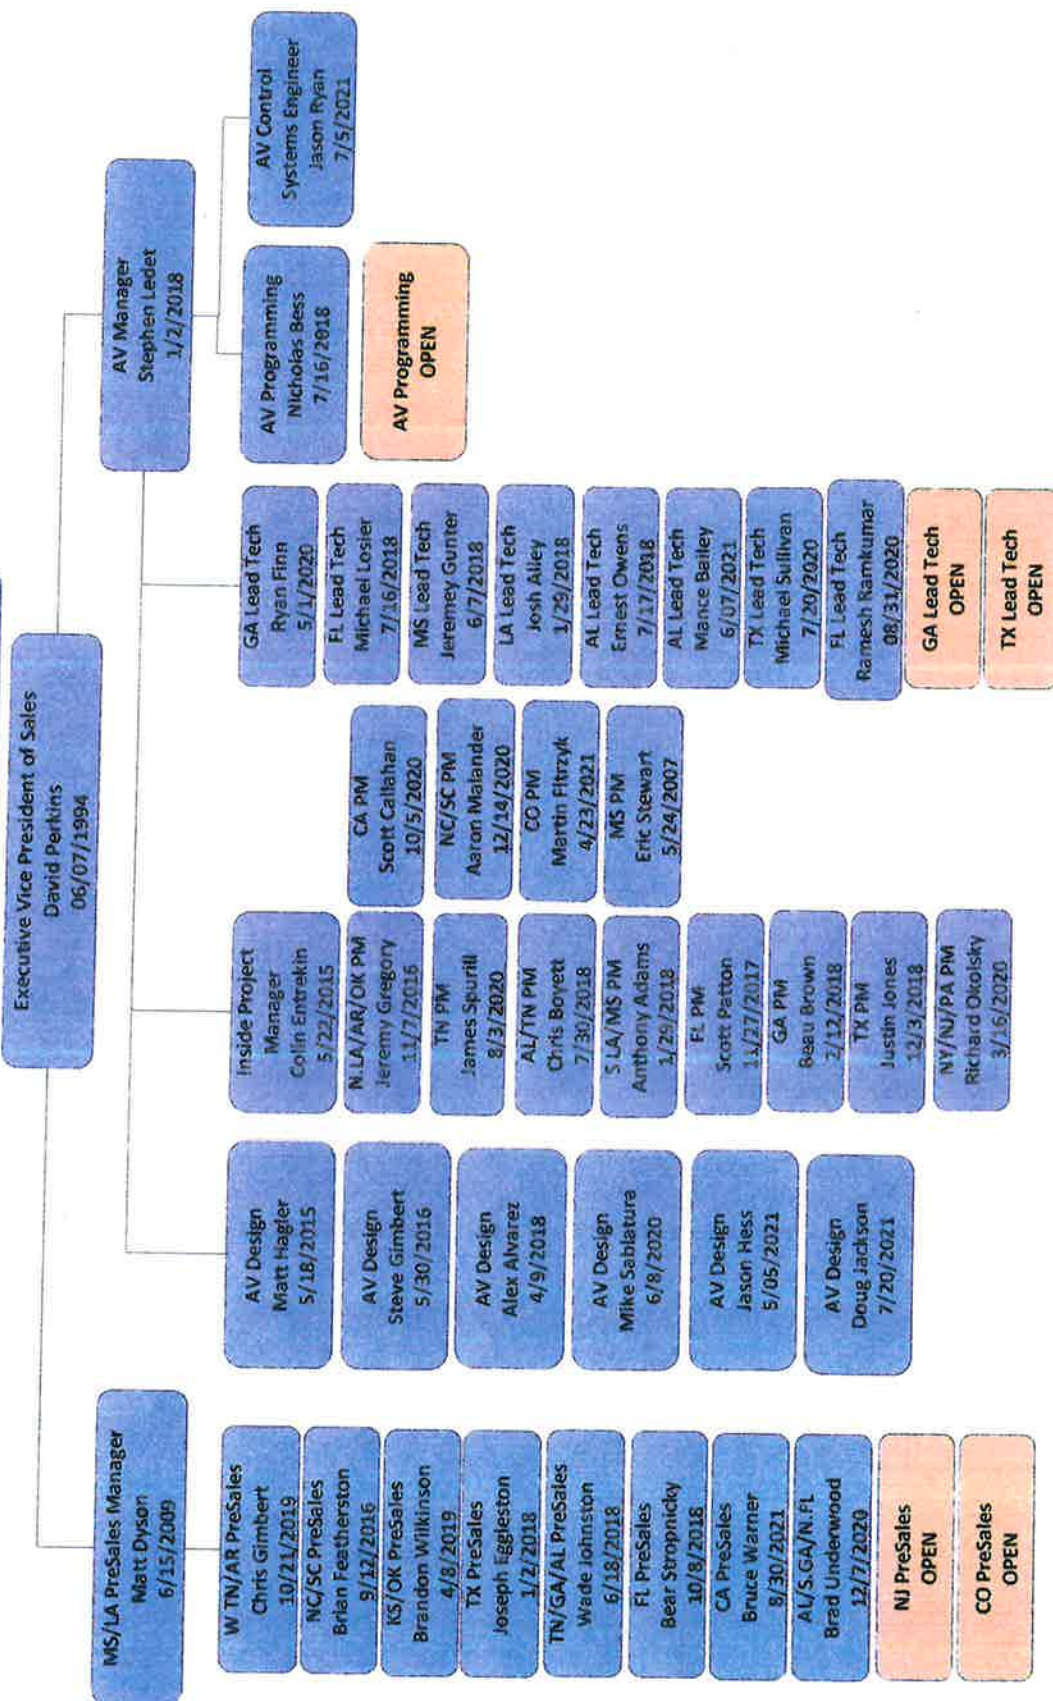 Executive Vice President of Sales
David Perkins
06/07/1994
MS/LA PreSales Manager
Matt Dyson
6/15/2009
W TN/AR PreSales
Chris Gimbert
10/21/2019
NC/SC PreSales
Brian Featherston
9/12/2016
KS/OK PreSales
Brandon Wilkinson
4/8/2019
TX PreSales
Joseph Eggleston
1/2/2018
TN/GA/AL PreSales
Wade Johnson
6/18/2018
FL PreSales
Bear Stropnicky
10/8/2018
CA PreSales
Bruce Warner
8/30/2021
AL/S.GA/N.FL
Brad Underwood
12/7/2020
NJ PreSales
OPEN
CO PreSales
OPEN
AV Manager
Stephen Ledet
1/2/2018
AV Design
Matt Hagler
5/18/2015
AV Design
Steve Gimbert
5/30/2016
AV Design
Alex Alvarez
4/9/2018
AV Design
Mike Sablatura
6/8/2020
AV Design
Jason Hess
5/05/2021
AV Design
Doug Jackson
7/20/2021
Inside Project
Manager
Colin Entrekin
5/22/2015
N.LA/AR/OK PM
Jeremy Gregory
11/7/2016
TN PM
James Spurill
8/3/2020
AL/TN PM
Chris Boyett
7/30/2018
S LA/MS PM
Anthony Adams
1/29/2018
FL PM
Scott Patton
11/27/2017
GA PM
Beau Brown
2/12/2018
TX PM
Justin Jones
12/3/2018
NY/NJ/PA PM
Richard Okolsky
3/16/2020
CA PM
Scott Callahan
10/5/2020
NC/SC PM
Aaron Malander
12/14/2020
CO PM
Martin Fitrzyk
4/23/2021
MS PM
Eric Stewart
5/24/2007
GA Lead Tech
Ryan Finn
5/1/2020
FL Lead Tech
Michael Losier
7/16/2018
MS Lead Tech
Jeremey Gunter
6/7/2018
LA Lead Tech
Josh Alley
1/29/2018
AL Lead Tech
Ernest Owens
7/17/2018
AL Lead Tech
Mance Bailey
6/07/2021
TX Lead Tech
Michael Sullivan
7/20/2020
FL Lead Tech
Ramesh Ramkumar
08/31/2020
GA Lead Tech
OPEN
TX Lead Tech
OPEN
AV Programming
Nicholas Bess
7/16/2018
AV Programming
OPEN
AV Control
Systems Engineer
Jason Ryan
7/5/2021